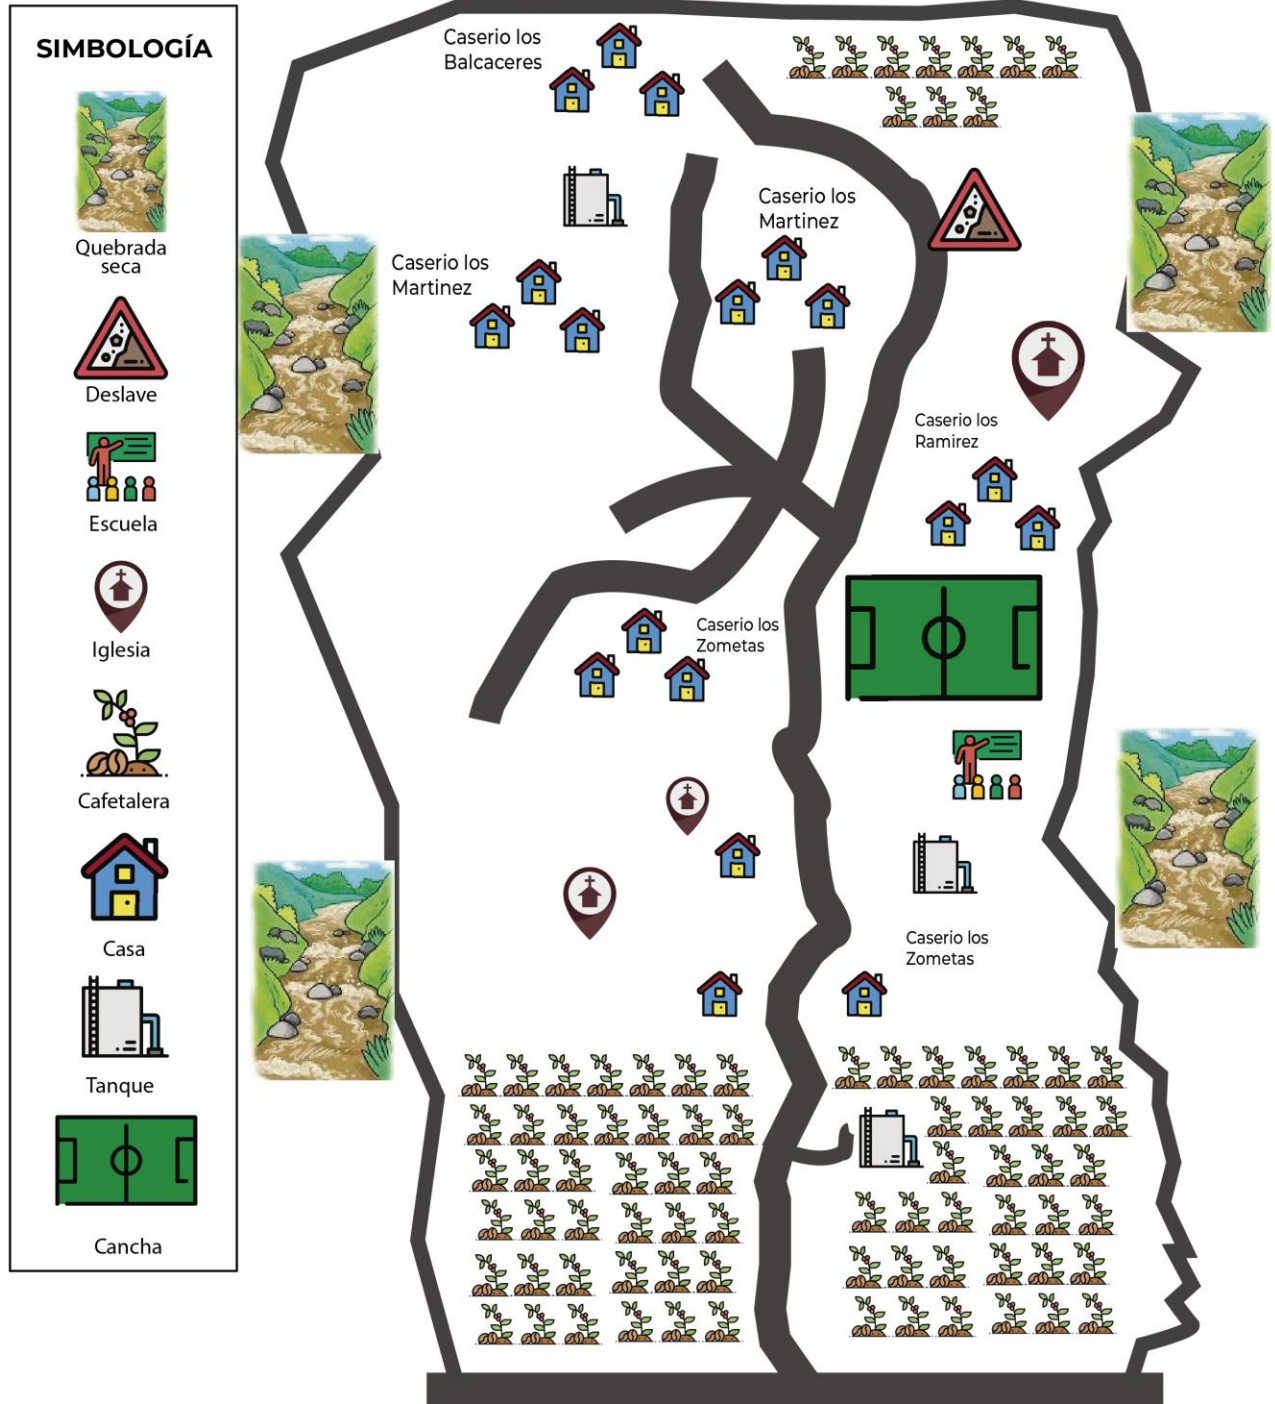 SIMBOLOGÍA
Quebrada
seca
Deslave
Escuela
Iglesia
Cafetalera
Casa
Tanque
Cancha
Caserio los
Balcaceres
Caserio los
Martinez
Caserio los
Martinez
Caserio los
Ramirez
Caserio los
Zometas
Caserio los
Zometas